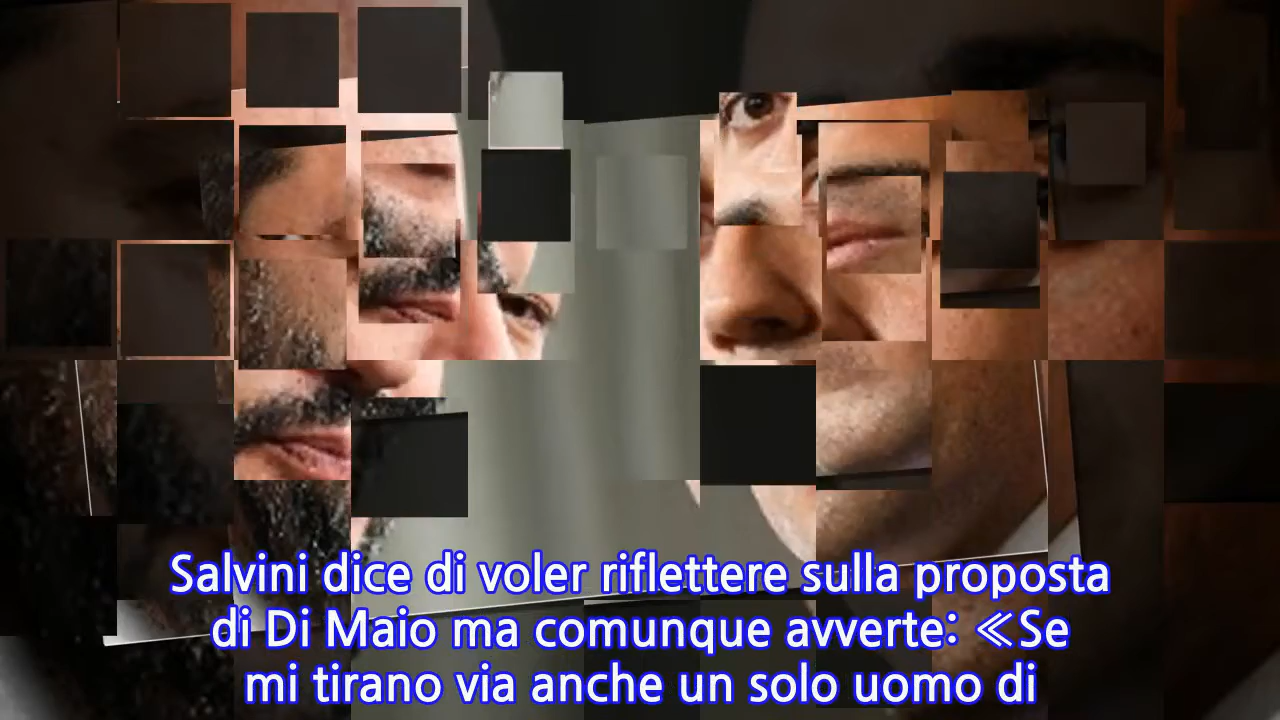 Salvini dice di voler riflettere sulla proposta
di Di Maio ma comunque avverte: ≪Se
mi tirano via anche un solo uomo di